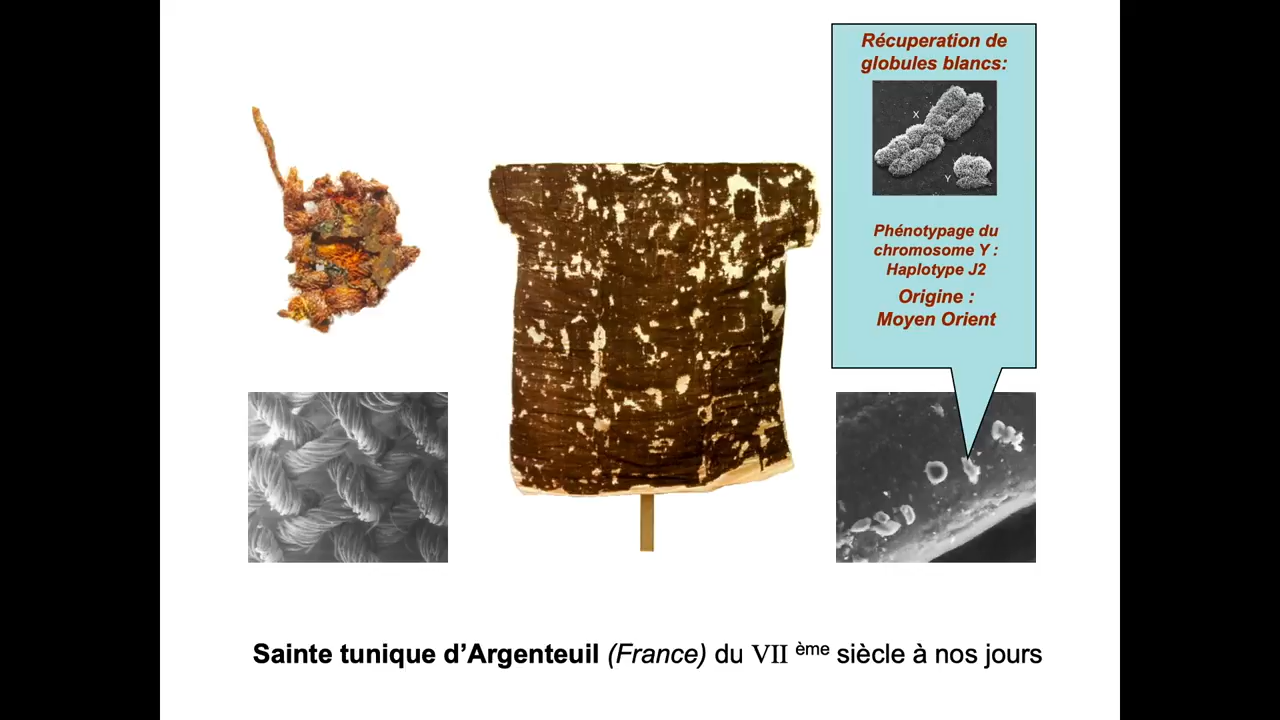 Récuperation de
globules blancs:
X
Y
Phénotypage du
chromosome Y :
Haplotype J2
Origine :
Moyen Orient
Sainte tunique d’Argenteuil (France) du VII ème siècle à nos jours